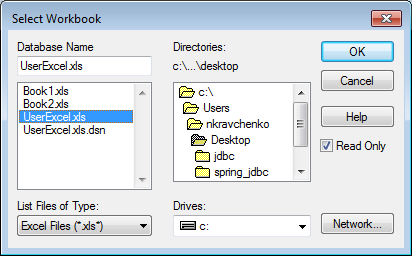 Select Workbook
Database Name
UserExcel.xls
Book1.xls
Book2.xls
UserExcel.xls
UserExcel.xls.dsn
List Files of Type:
Excel Files (*.xls*)
Directories:
c:\...\desktop
c:\
Users
nkravchenko
Desktop
jdbc
spring_jdbc
Drives:
c:
OK
Cancel
Help
Read Only
Network...